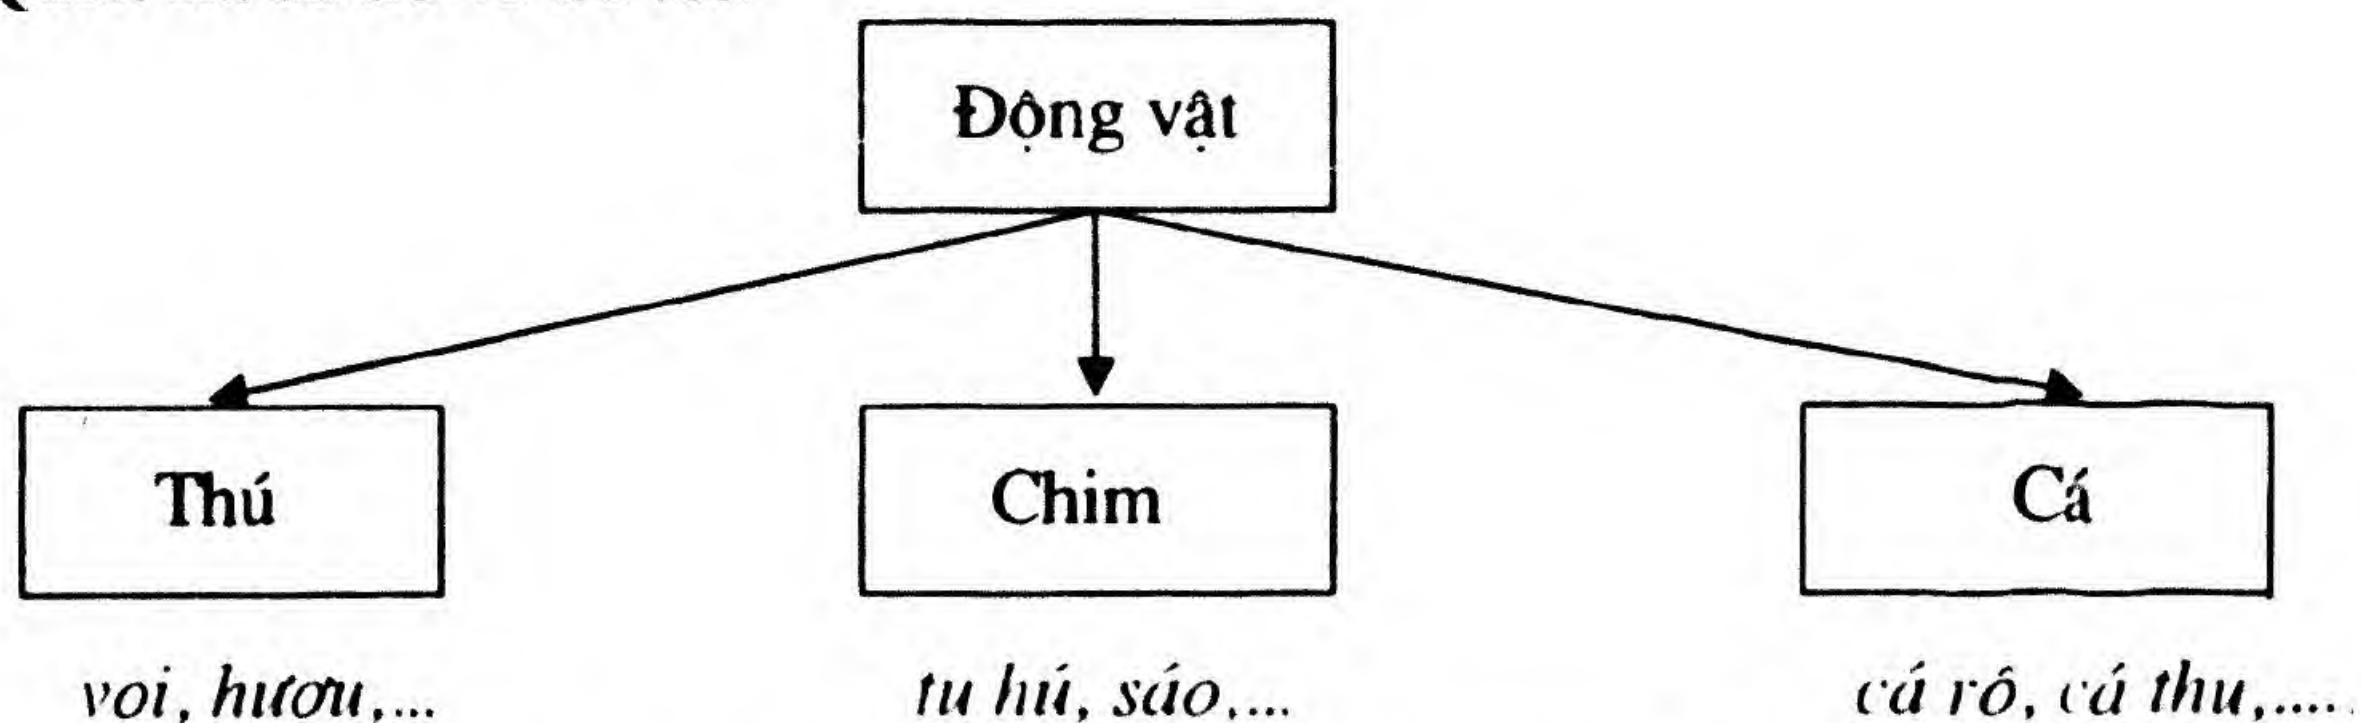 Động vật
Thú Chim Cá
voi, hươu,... tu hú, sáo,... cá rô, cá thu,.....